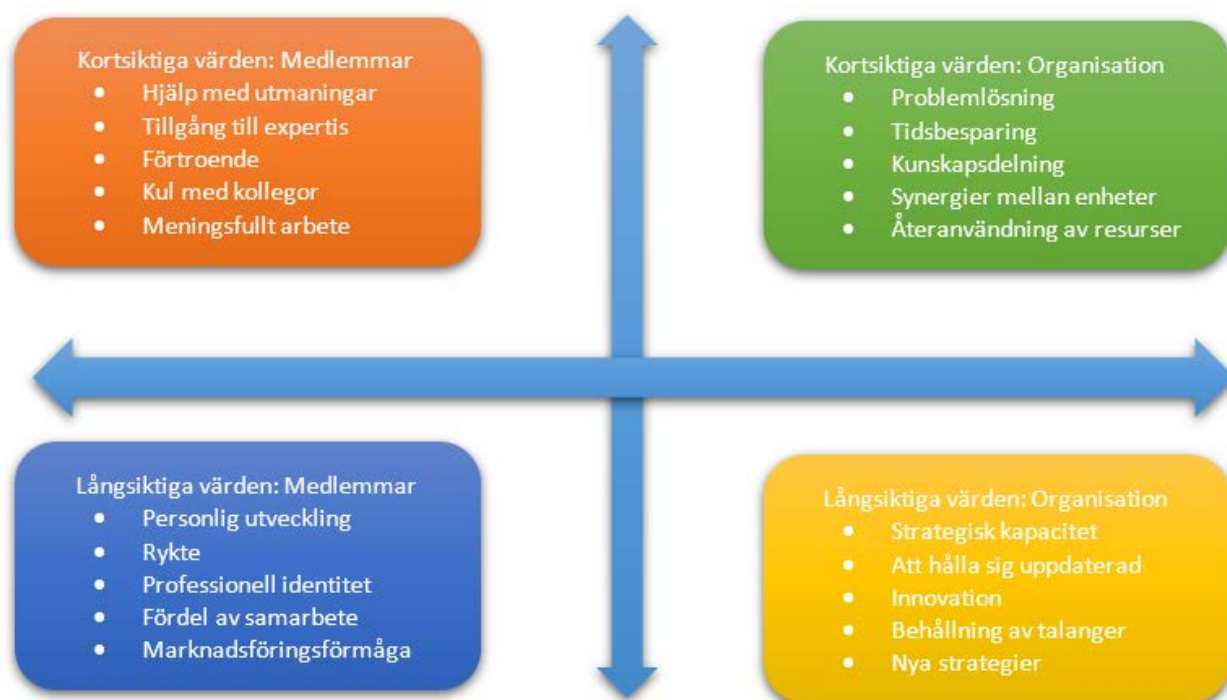 Kortsiktiga värden: Medlemmar
• Hjälp med utmaningar
• Tillgång till expertis
• Förtroende
• Kul med kollegor
• Meningsfullt arbete
Kortsiktiga värden: Organisation
• Problemlösning
• Tidsbesparing
• Kunskapsdelning
• Synergier mellan enheter
• Återanvändning av resurser
Långsiktiga värden: Medlemmar
• Personlig utveckling
• Rykte
• Professionell identitet
• Fördel av samarbete
• Marknadsföringsförmåga
Långsiktiga värden: Organisation
• Strategisk kapacitet
• Att hålla sig uppdaterad
• Innovation
• Behållning av talanger
• Nya strategier